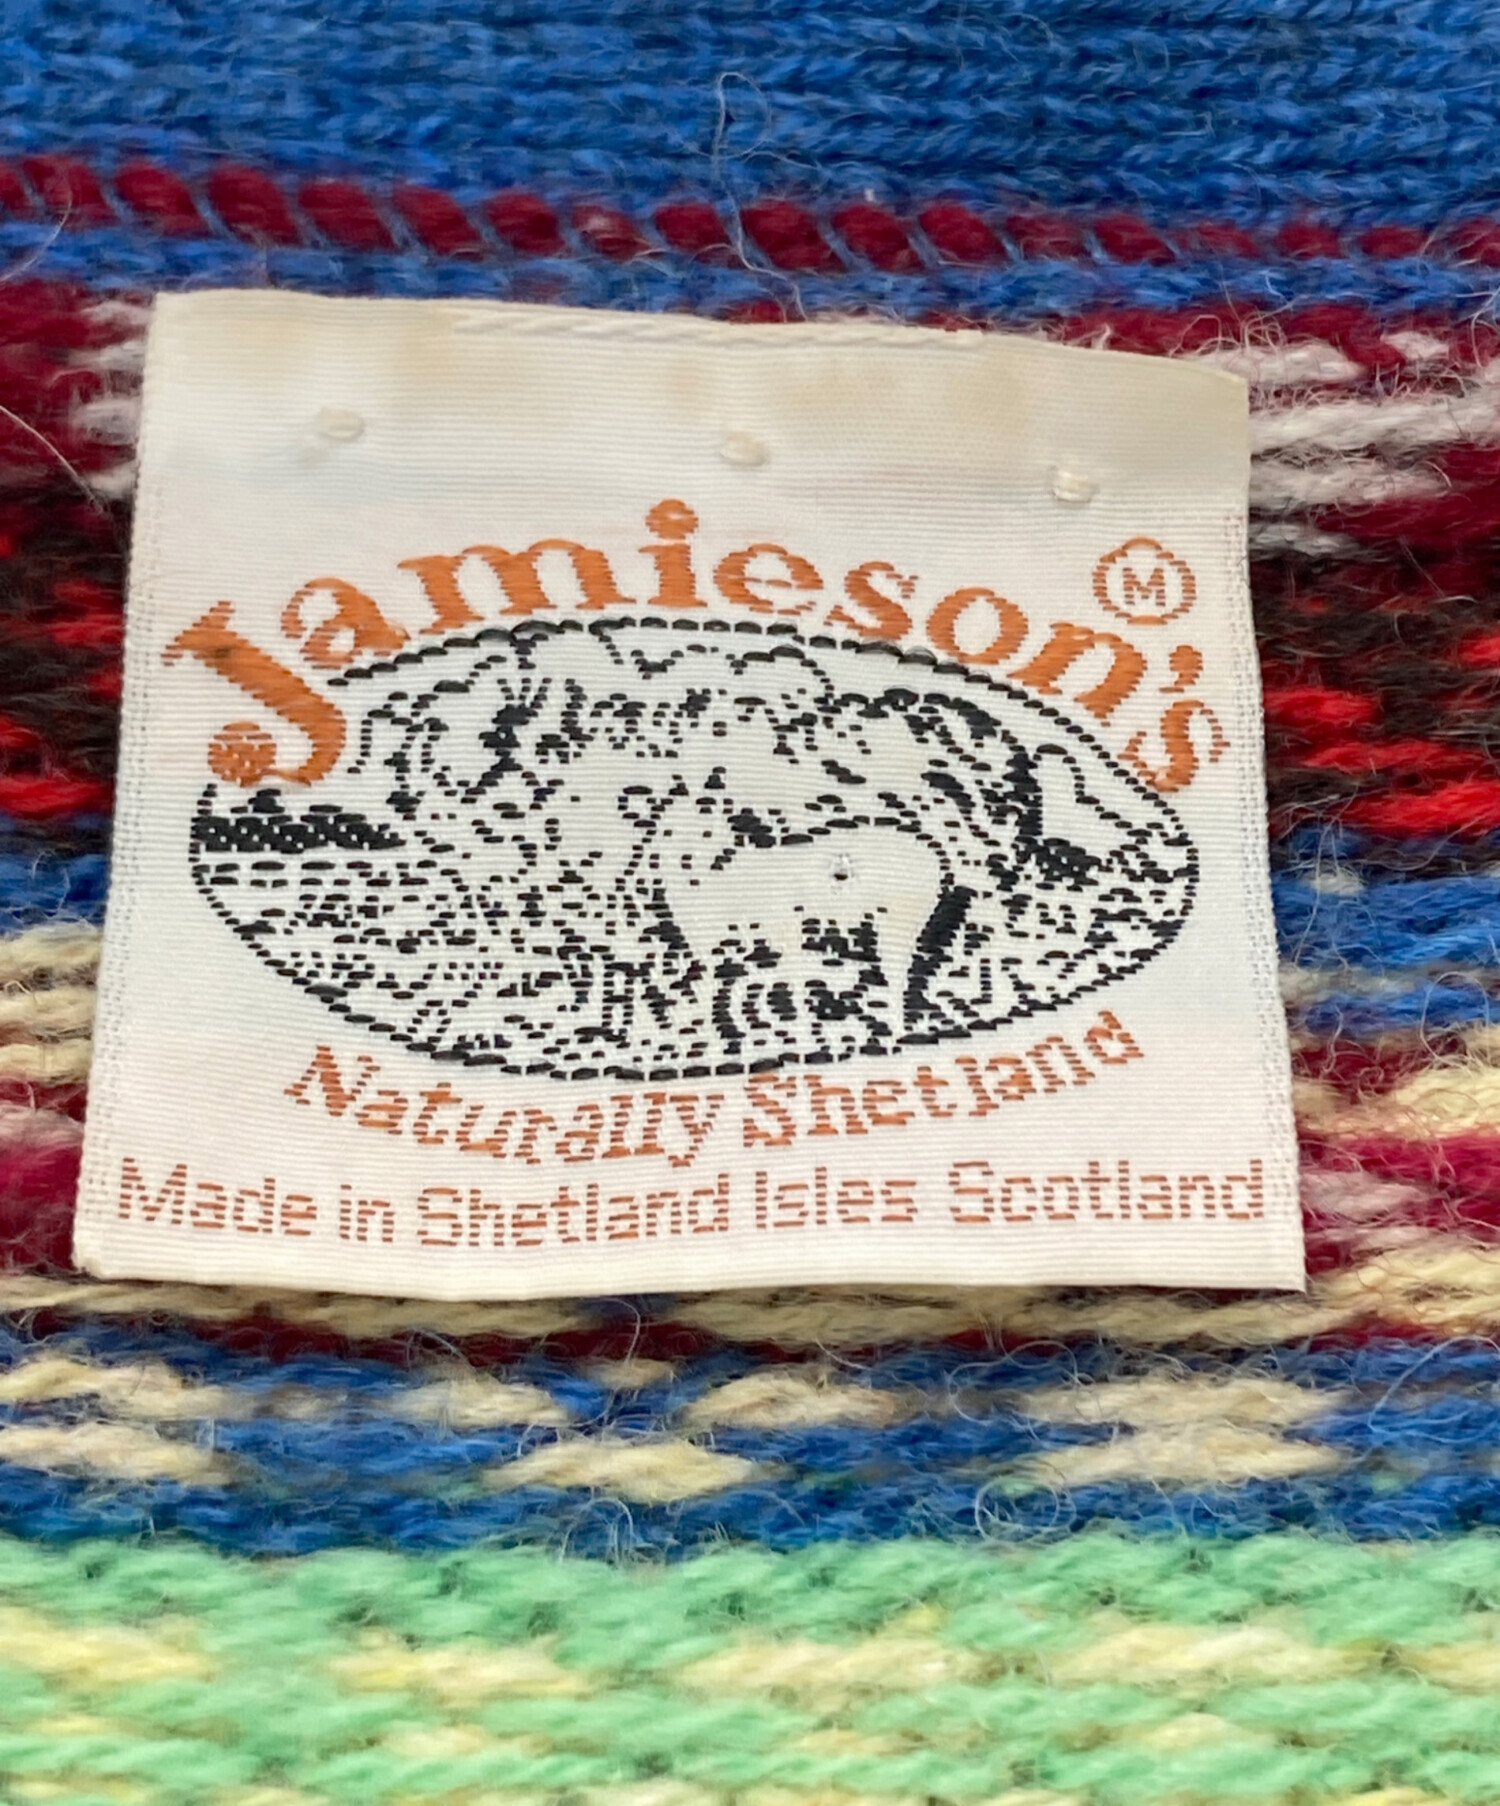 Jamieson's
M
Naturally Shetland
Made in Shetland Isles Scotland